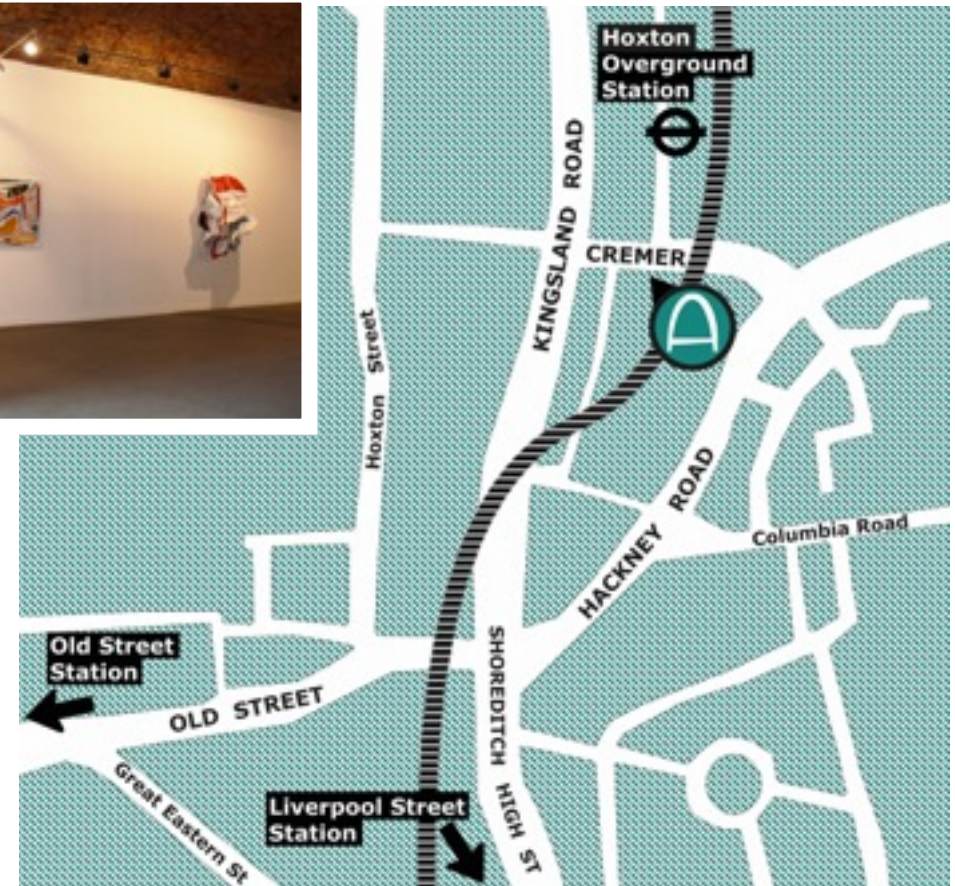 Hoxton
Overground
Station
KINGSLAND ROAD
CREMER
A
Hoxton Street
HACKNEY ROAD
Columbia Road
Old Street
Station
OLD STREET
SHOREDITCH HIGH ST
Great Eastern St
Liverpool Street
Station